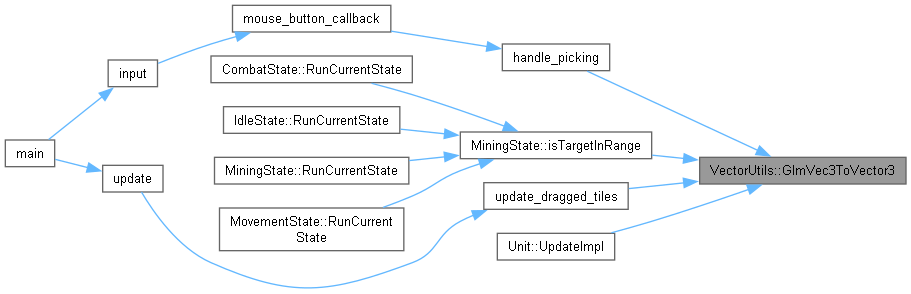 mouse_button_callback
handle_picking
CombatState::RunCurrentState
input
IdleState::RunCurrentState
MiningState::isTargetInRange
main
MiningState::RunCurrentState
VectorUtils::GlmVec3ToVector3
update
update_dragged_tiles
MovementState::RunCurrent
State
Unit::UpdateImpl